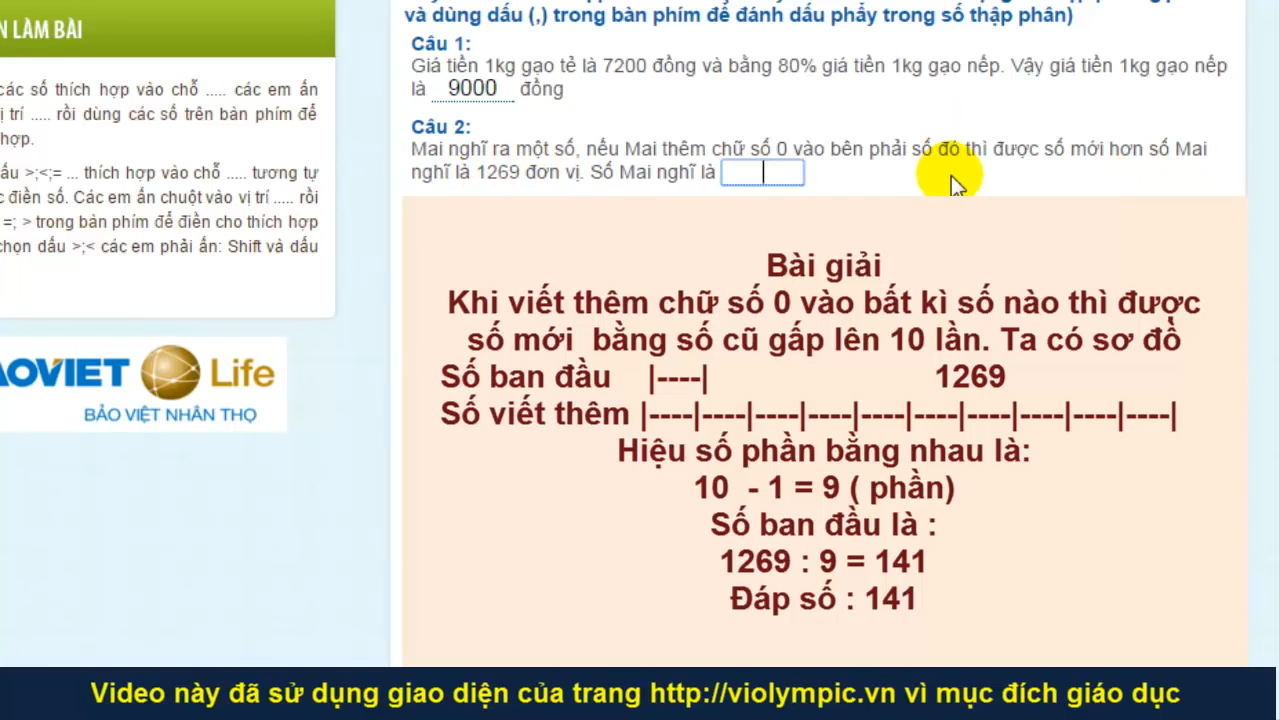 N LÀM BÀI
các số thích hợp vào chỗ ..... các em ấn
ị trí ..... rồi dùng các số trên bàn phím để
hợp.
ấu >;<;= ... thích hợp vào chỗ ..... tương tự
c điền số. Các em ấn chuột vào vị trí ..... rồi
=; > trong bàn phím để điền cho thích hợp
chọn dấu >;< các em phải ấn: Shift và dấu
AOVIET Life
BẢO VIỆT NHÂN THỌ
và dùng dấu (,) trong bàn phím để đánh dấu phẩy trong số thập phân)
Câu 1:
Giá tiền 1kg gạo tẻ là 7200 đồng và bằng 80% giá tiền 1kg gạo nếp. Vậy giá tiền 1kg gạo nếp
là 9000 đồng
Câu 2:
Mai nghĩ ra một số, nếu Mai thêm chữ số 0 vào bên phải số đó thì được số mới hơn số Mai
nghĩ là 1269 đơn vị. Số Mai nghĩ là
Bài giải
Khi viết thêm chữ số 0 vào bất kì số nào thì được
số mới bằng số cũ gấp lên 10 lần. Ta có sơ đồ
Số ban đầu |----| 1269
Số viết thêm |----|----|----|----|----|----|----|----|----|----|
Hiệu số phần bằng nhau là:
10 - 1 = 9 ( phần)
Số ban đầu là :
1269 : 9 = 141
Đáp số : 141
Video này đã sử dụng giao diện của trang http://violympic.vn vì mục đích giáo dục